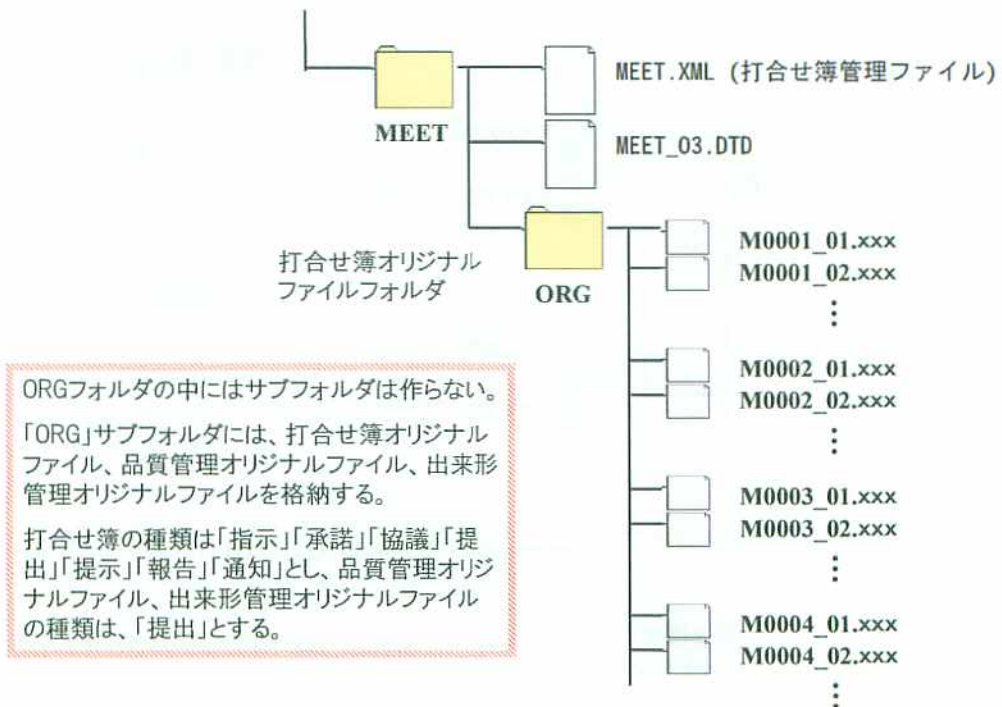 MEET.XML (打合せ簿管理ファイル)
MEET
MEET_03.DTD
打合せ簿オリジナル
ファイルフォルダ
ORG
M0001_01.xxx
M0001_02.xxx
⋮
M0002_01.xxx
M0002_02.xxx
⋮
M0003_01.xxx
M0003_02.xxx
⋮
M0004_01.xxx
M0004_02.xxx
⋮
ORGフォルダの中にはサブフォルダは作らない。
「ORG」サブフォルダには、打合せ簿オリジナル
ファイル、品質管理オリジナルファイル、出来形
管理オリジナルファイルを格納する。
打合せ簿の種類は「指示」「承諾」「協議」「提
出」「提示」「報告」「通知」とし、品質管理オリジ
ナルファイル、出来形管理オリジナルファイル
の種類は、「提出」とする。